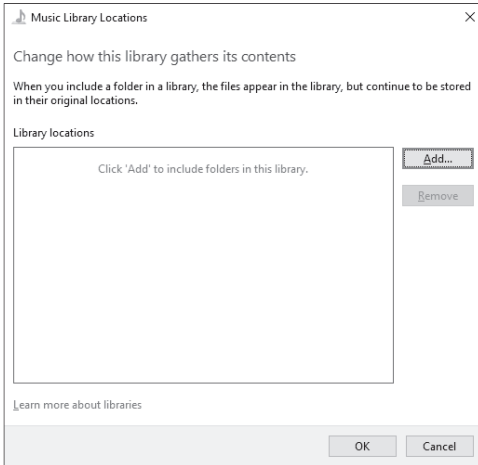 Music Library Locations
Change how this library gathers its contents
When you include a folder in a library, the files appear in the library, but continue to be stored
in their original locations.
Library locations
Click 'Add' to include folders in this library.
Add...
Remove
Learn more about libraries
OK
Cancel